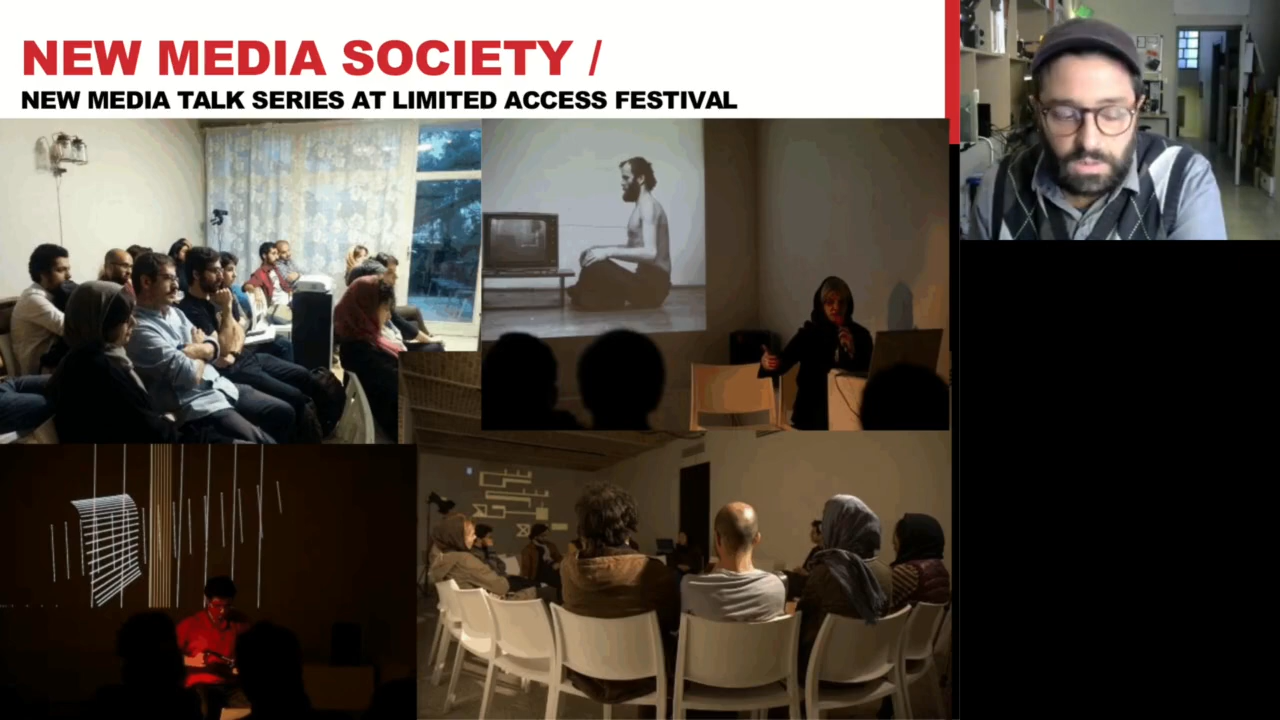 NEW MEDIA SOCIETY /
NEW MEDIA TALK SERIES AT LIMITED ACCESS FESTIVAL